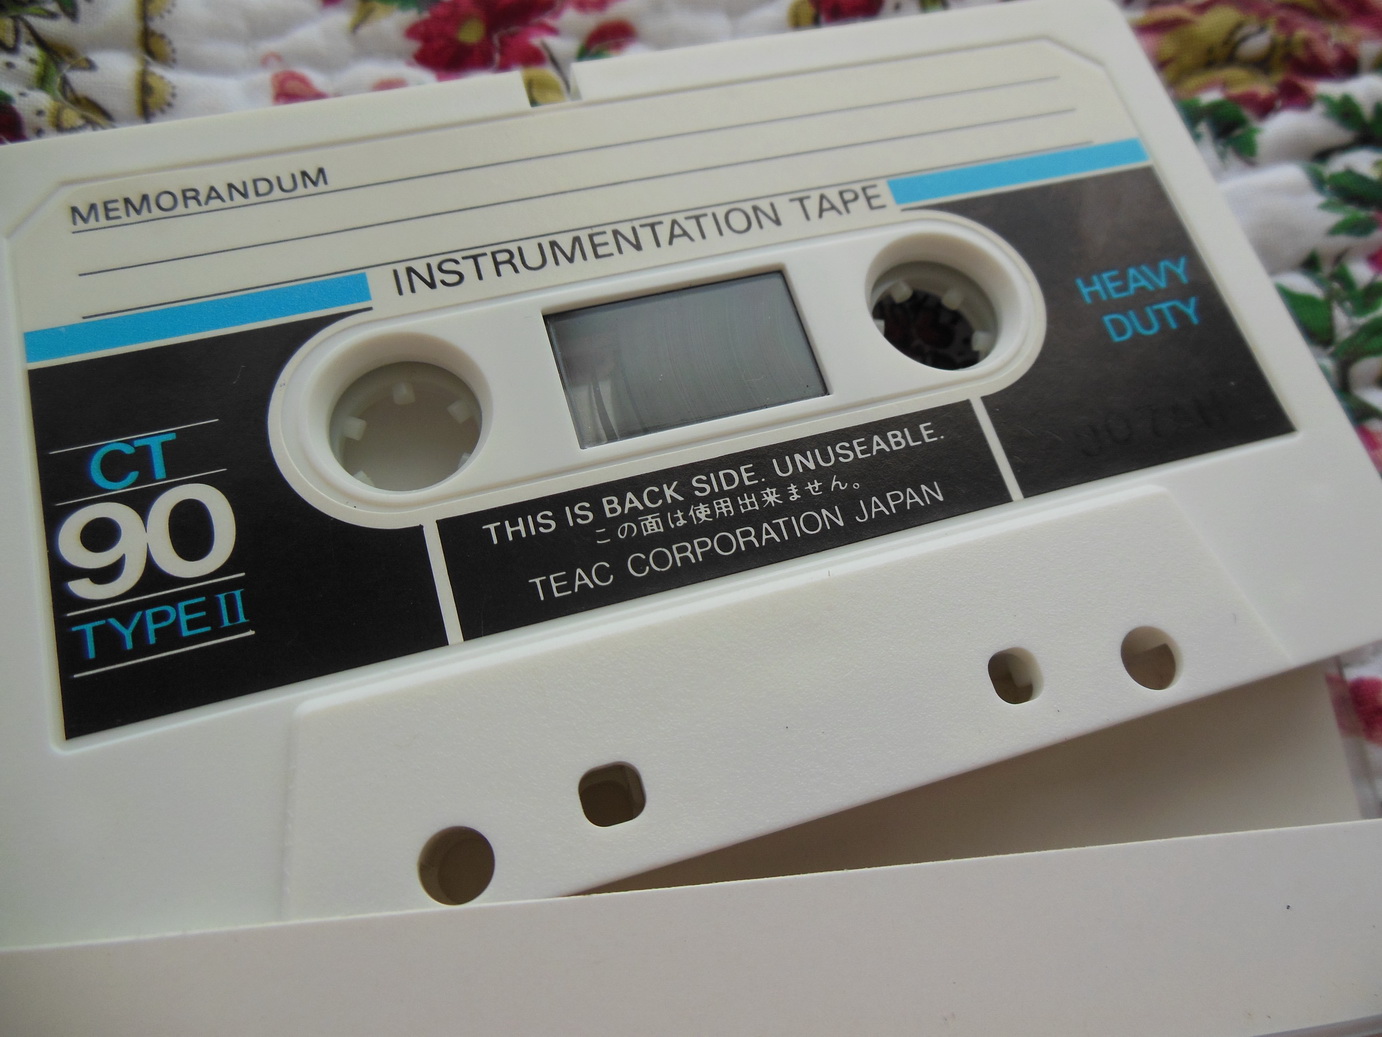 MEMORANDUM
INSTRUMENTATION TAPE
HEAVY
DUTY
CT
90
TYPE II
THIS IS BACK SIDE. UNUSEABLE.
この面は使用出来ません。
TEAC CORPORATION JAPAN